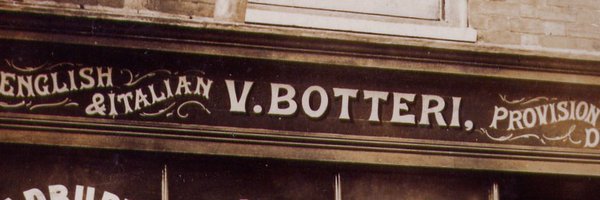 ENGLISH
& ITALIAN
V. BOTTERI,
PROVISION
D